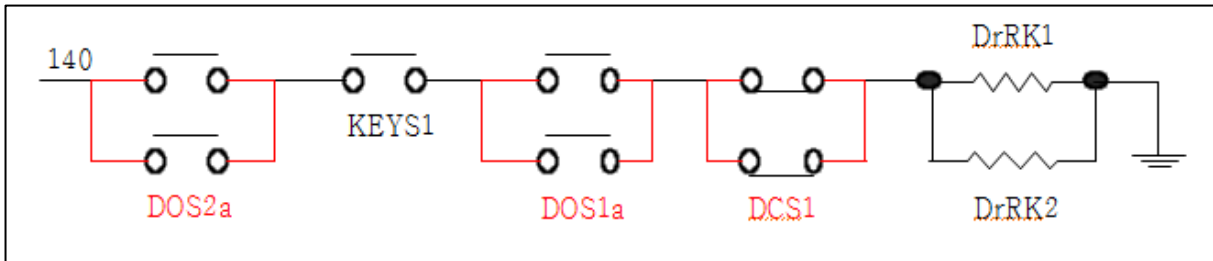 140
DrRK1
KEYS1
DOS2a
DOS1a
DCS1
DrRK2